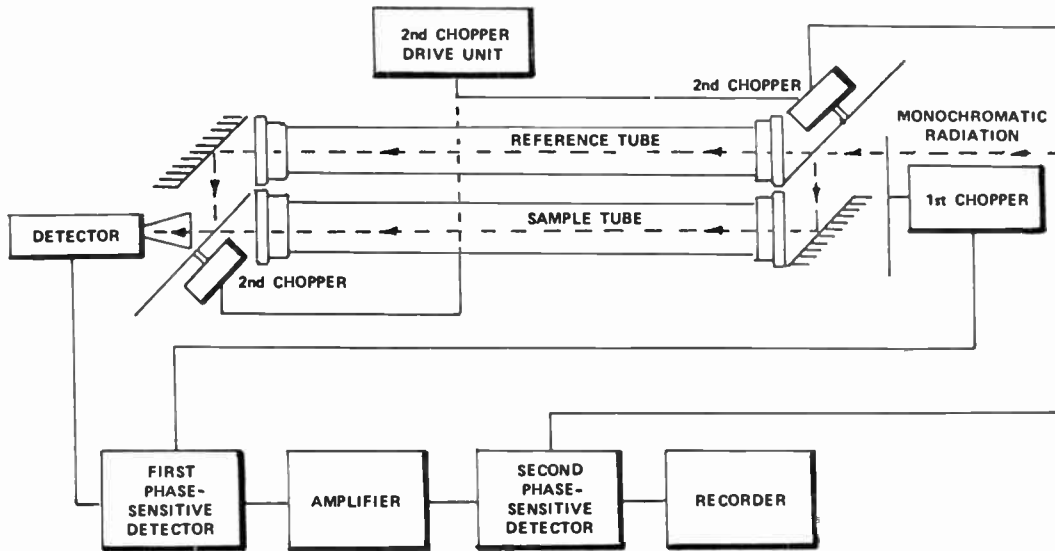 2nd CHOPPER
DRIVE UNIT
2nd CHOPPER
MONOCHROMATIC
RADIATION
REFERENCE TUBE
1st CHOPPER
SAMPLE TUBE
DETECTOR
2nd CHOPPER
FIRST
PHASE-
SENSITIVE
DETECTOR
AMPLIFIER
SECOND
PHASE-
SENSITIVE
DETECTOR
RECORDER